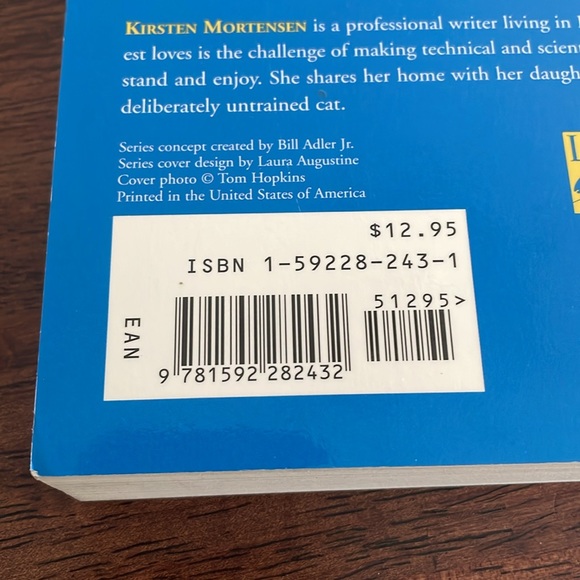 KIRSTEN MORTENSEN is a professional writer living in
est loves is the challenge of making technical and scien
stand and enjoy. She shares her home with her daugh
deliberately untrained cat.
Series concept created by Bill Adler Jr.
Series cover design by Laura Augustine
Cover photo © Tom Hopkins
Printed in the United States of America
$12.95
ISBN 1-59228-243-1
51295>
EAN
9 781592 282432